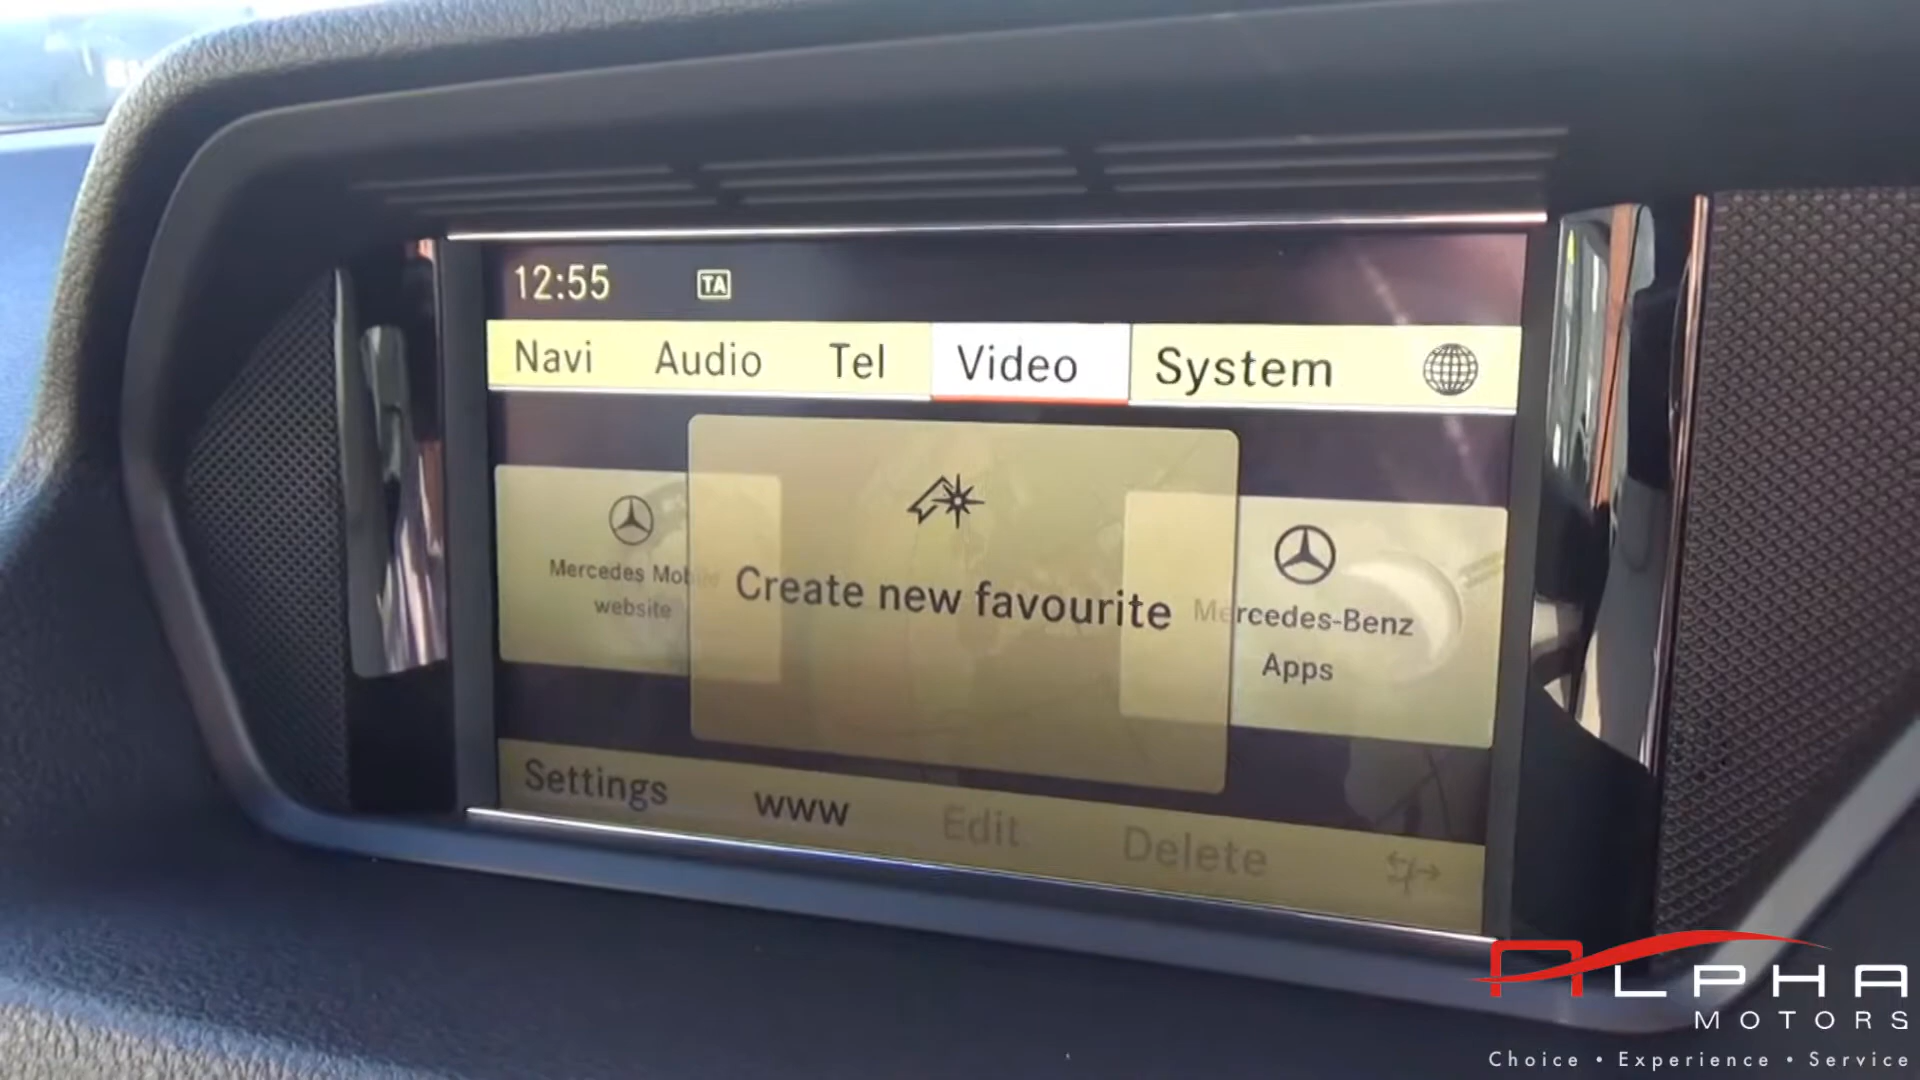 12:55 TA
Navi Audio Tel Video System
Mercedes Mobile
website
Create new favourite
Mercedes-Benz
Apps
Settings www Edit Delete
ALPHA
MOTORS
Choice • Experience • Service